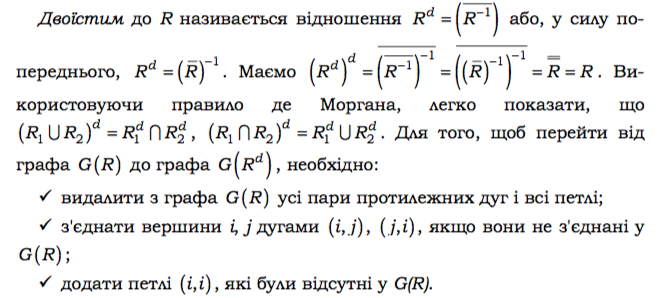 Двоїстим до R називається відношення R^d = (\overline{R^{-1}}) або, у силу по-
переднього, R^d = (\overline{R})^{-1}. Маємо (R^d)^d = \overline{(\overline{R^{-1}})^{-1}} = \overline{((\overline{R})^{-1})^{-1}} = \overline{\overline{R}} = R. Ви-
користовуючи правило де Моргана, легко показати, що
(R_1 ⋃ R_2)^d = R_1^d ⋂ R_2^d, (R_1 ⋂ R_2)^d = R_1^d ⋃ R_2^d. Для того, щоб перейти від
графа G(R) до графа G(R^d), необхідно:
✓ видалити з графа G(R) усі пари протилежних дуг і всі петлі;
✓ з'єднати вершини i, j дугами (i,j), (j,i), якщо вони не з'єднані у
G(R);
✓ додати петлі (i,i), які були відсутні у G(R).